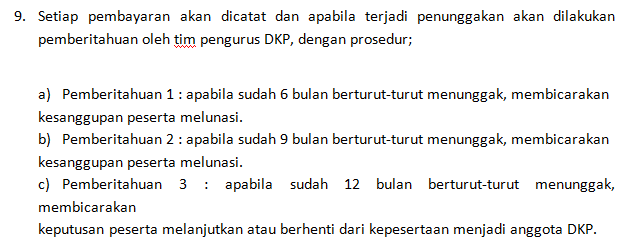 9. Setiap pembayaran akan dicatat dan apabila terjadi penunggakan akan dilakukan
pemberitahuan oleh tim pengurus DKP, dengan prosedur;
a) Pemberitahuan 1 : apabila sudah 6 bulan berturut-turut menunggak, membicarakan
kesanggupan peserta melunasi.
b) Pemberitahuan 2 : apabila sudah 9 bulan berturut-turut menunggak, membicarakan
kesanggupan peserta melunasi.
c) Pemberitahuan 3 : apabila sudah 12 bulan berturut-turut menunggak,
membicarakan
keputusan peserta melanjutkan atau berhenti dari kepesertaan menjadi anggota DKP.